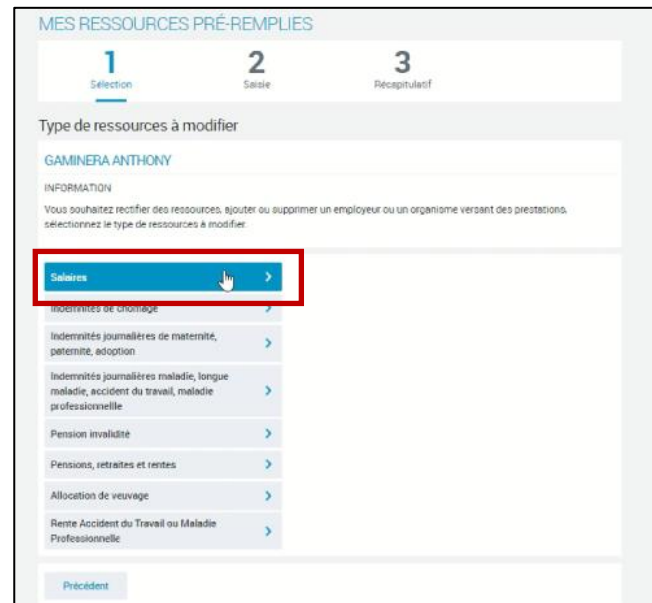 MES RESSOURCES PRÉ-REMPLIES
1
Sélection
2
Saisie
3
Récapitulatif
Type de ressources à modifier
GAMINERA ANTHONY
INFORMATION
Vous souhaitez rectifier des ressources, ajouter ou supprimer un employeur ou un organisme versant des prestations,
sélectionnez le type de ressources à modifier.
Salaires
Indemnités de chômage
Indemnités journalières de maternité,
paternité, adoption
Indemnités journalières maladie, longue
maladie, accident du travail, maladie
professionnellle
Pension invalidité
Pensions, retraites et rentes
Allocation de veuvage
Rente Accident du Travail ou Maladie
Professionnelle
Précédent